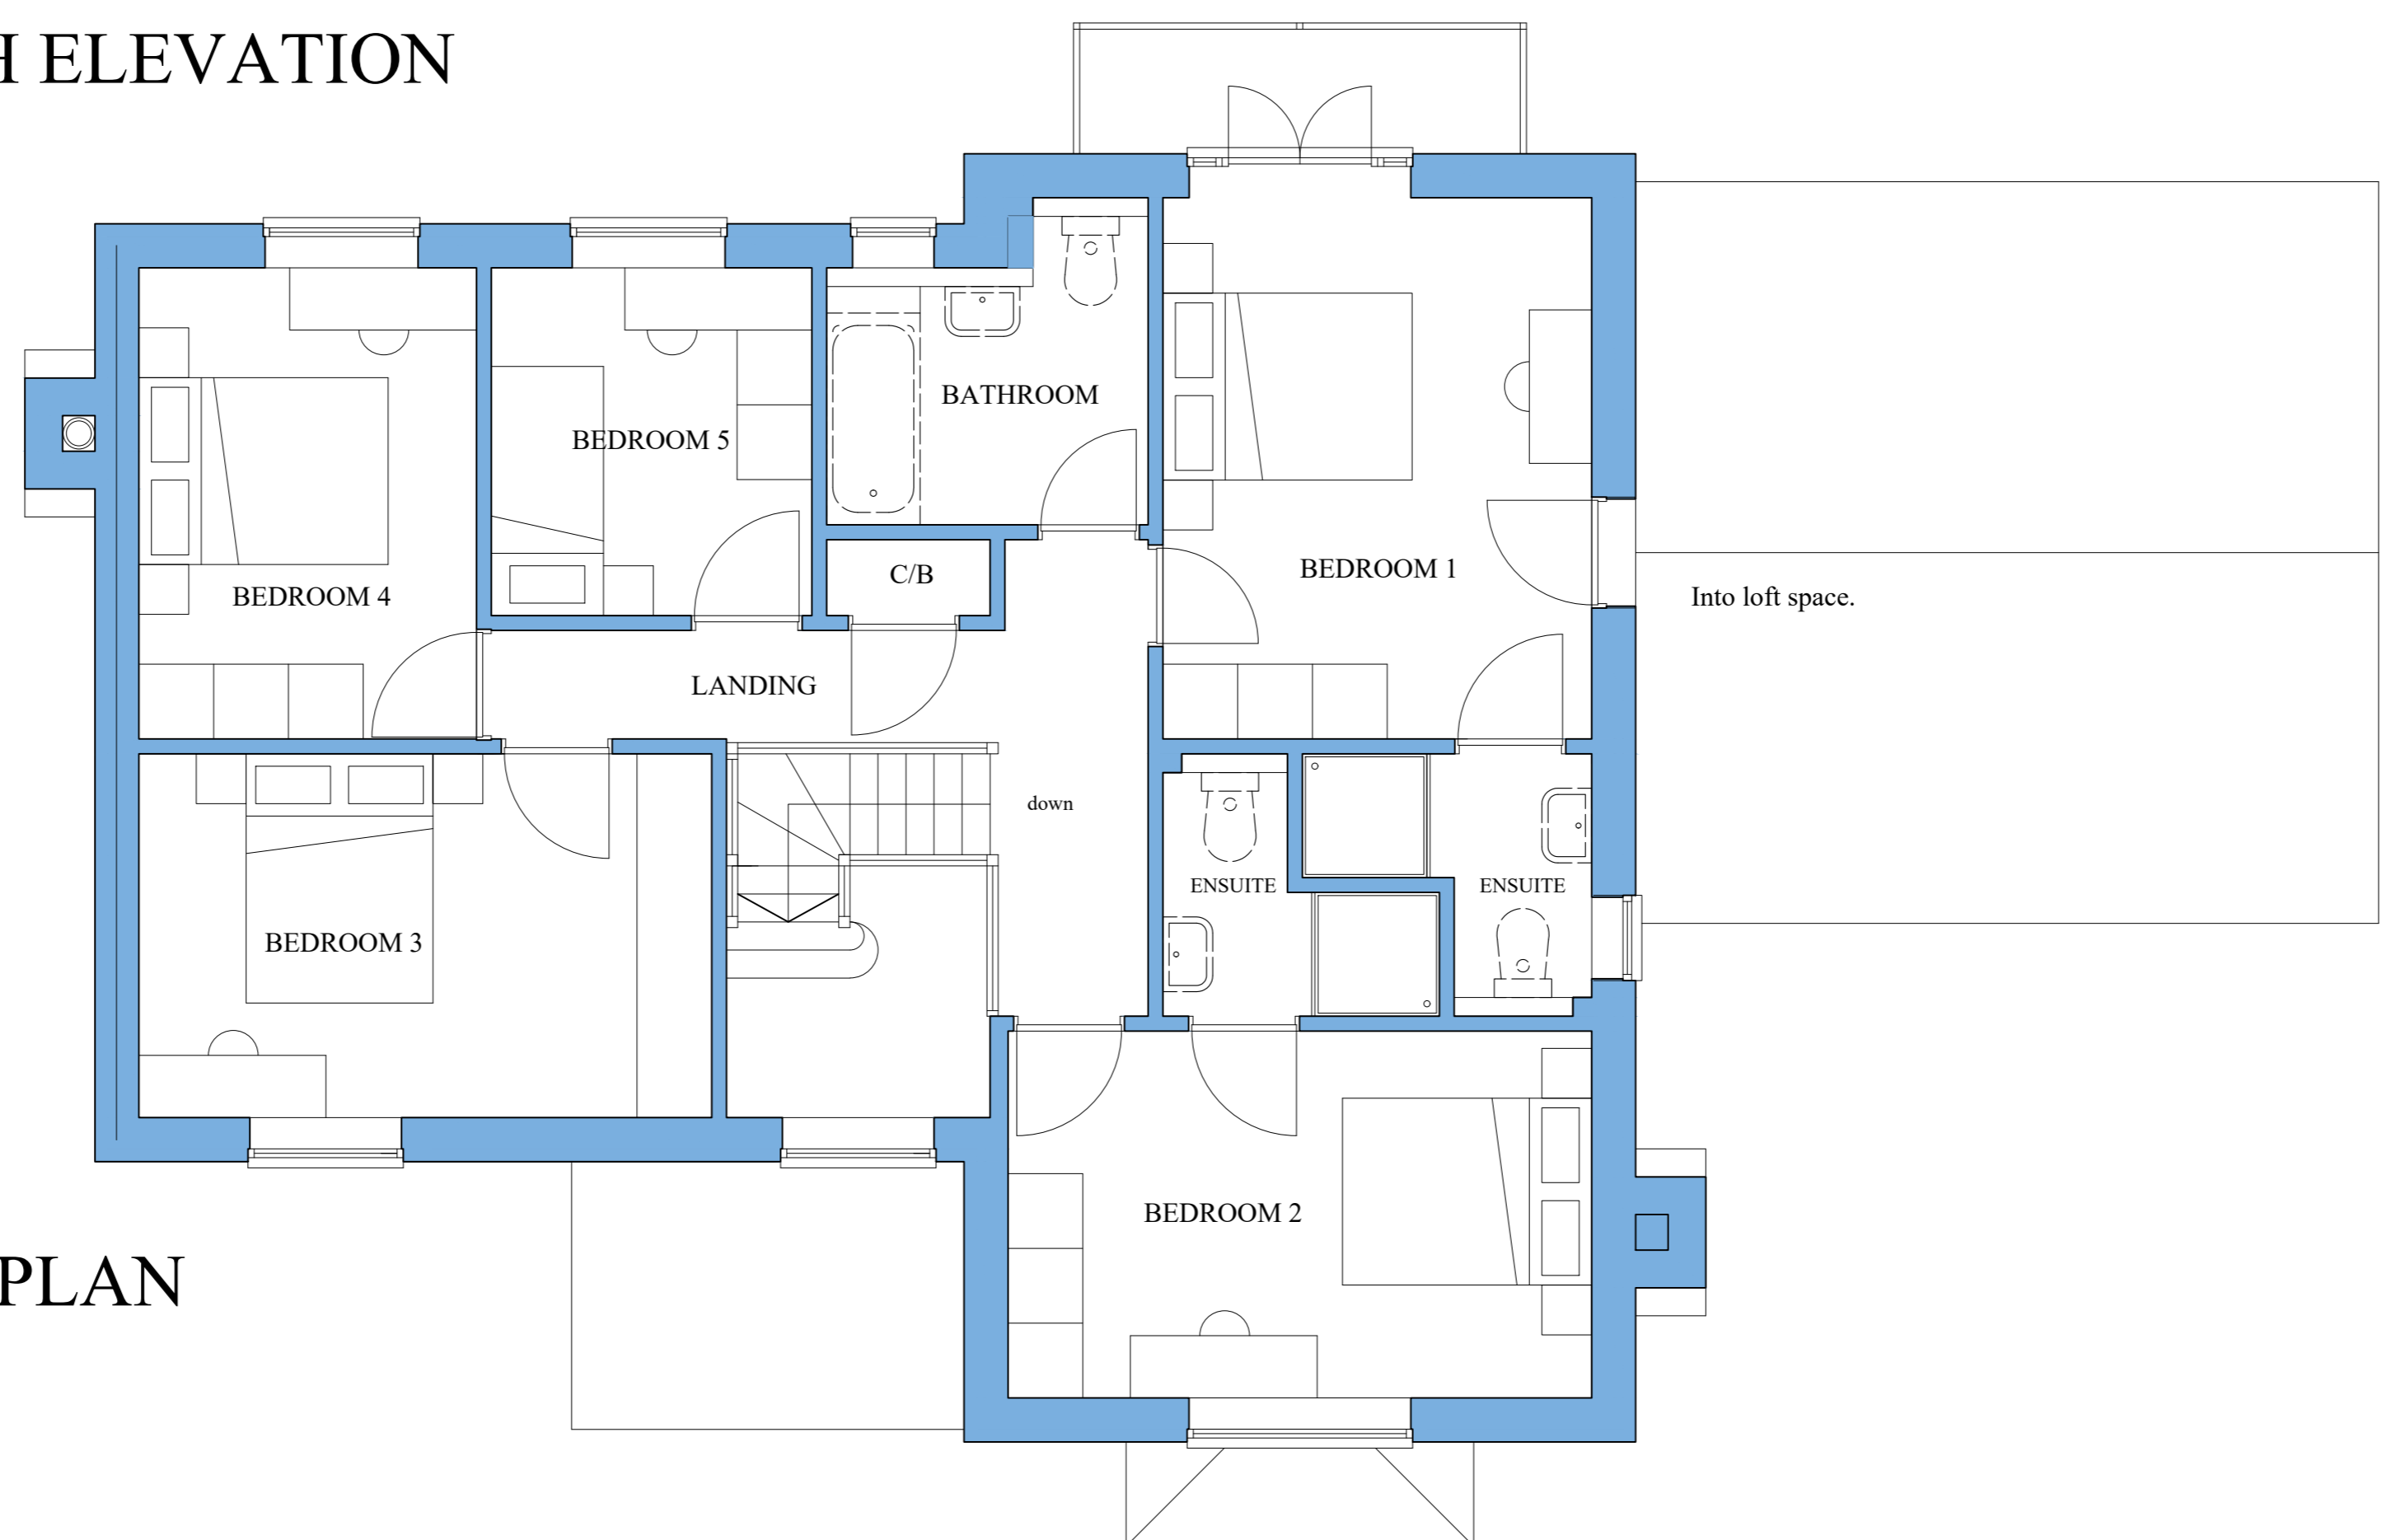 H ELEVATION
BATHROOM
BEDROOM 5
C/B
BEDROOM 1
BEDROOM 4
Into loft space.
LANDING
down
ENSUITE
ENSUITE
BEDROOM 3
BEDROOM 2
PLAN